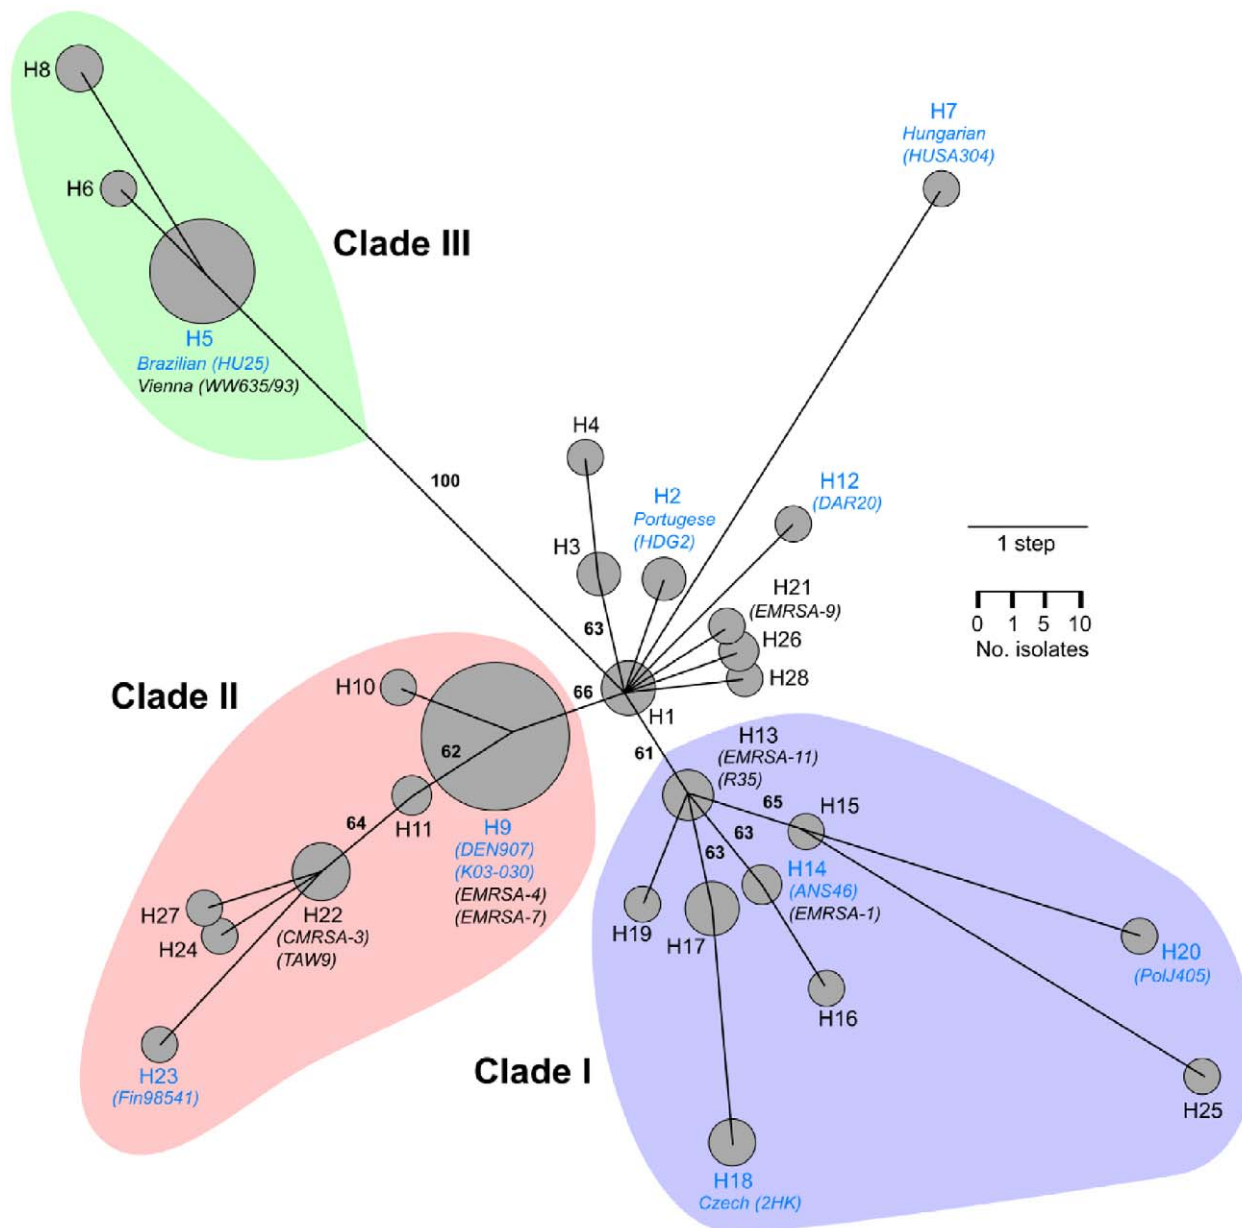 H8
H7
Hungarian
(HUSA304)
H6
Clade III
H5
Brazilian (HU25)
Vienna (WW635/93)
H4
100
H12
(DAR20)
H2
Portugese
(HDG2)
1 step
H3
H21
(EMRSA-9)
0 1 5 10
No. isolates
63
H26
H28
Clade II
H10
66
H1
H13
(EMRSA-11)
(R35)
61
62
65
H15
64
H11
H9
(DEN907)
(K03-030)
(EMRSA-4)
(EMRSA-7)
63
63
H14
(ANS46)
(EMRSA-1)
H27
H24
H22
(CMRSA-3)
(TAW9)
H19
H17
H20
(PolJ405)
H16
Clade I
H23
(Fin98541)
H25
H18
Czech (2HK)